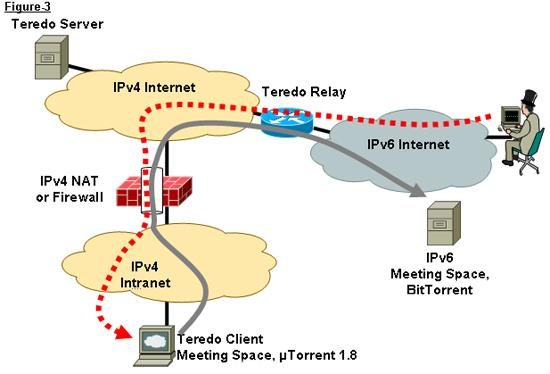 Figure-3
Teredo Server
IPv4 Internet
Teredo Relay
IPv6 Internet
IPv4 NAT
or Firewall
IPv4
Intranet
IPv6
Meeting Space,
BitTorrent
Teredo Client
Meeting Space, µTorrent 1.8